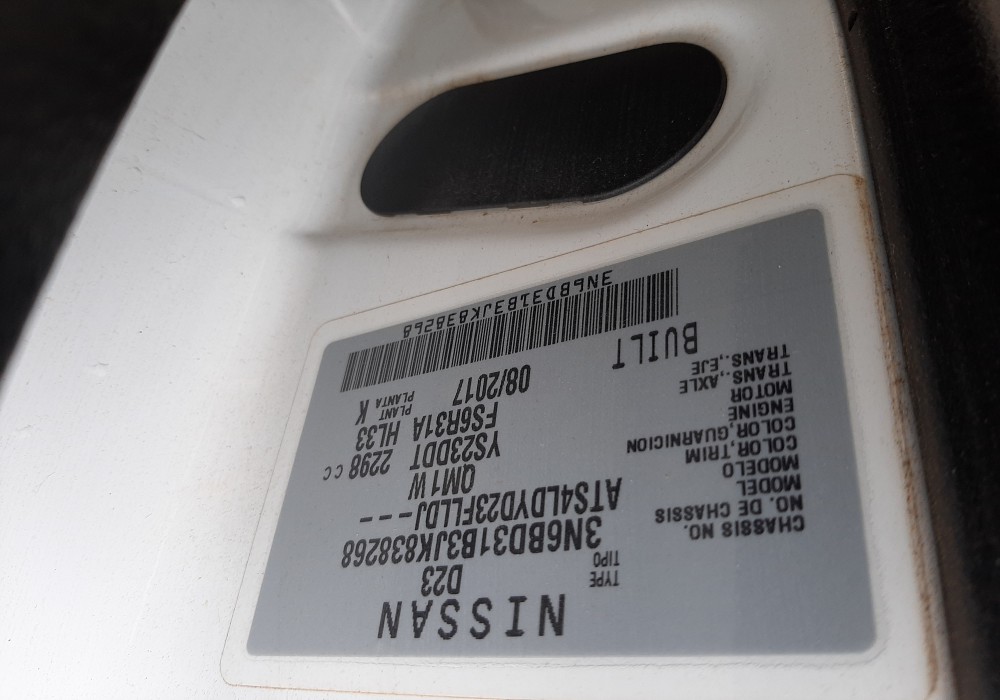 NISSAN
TYPE
TIPO D23
CHASSIS NO.
NO. DE CHASSIS 3N6BD31B3JK838268
MODEL
MODELO ATS4LDYD23FLLDJ---
COLOR,TRIM
COLOR,GUARNICION QM1W
ENGINE
MOTOR YS23DDT 2298 CC
TRANS.,AXLE
TRANS.,EJE FS6R31A HL33
BUILT 08/2017 PLANT
PLANTA K
3N6BD31B3JK838268